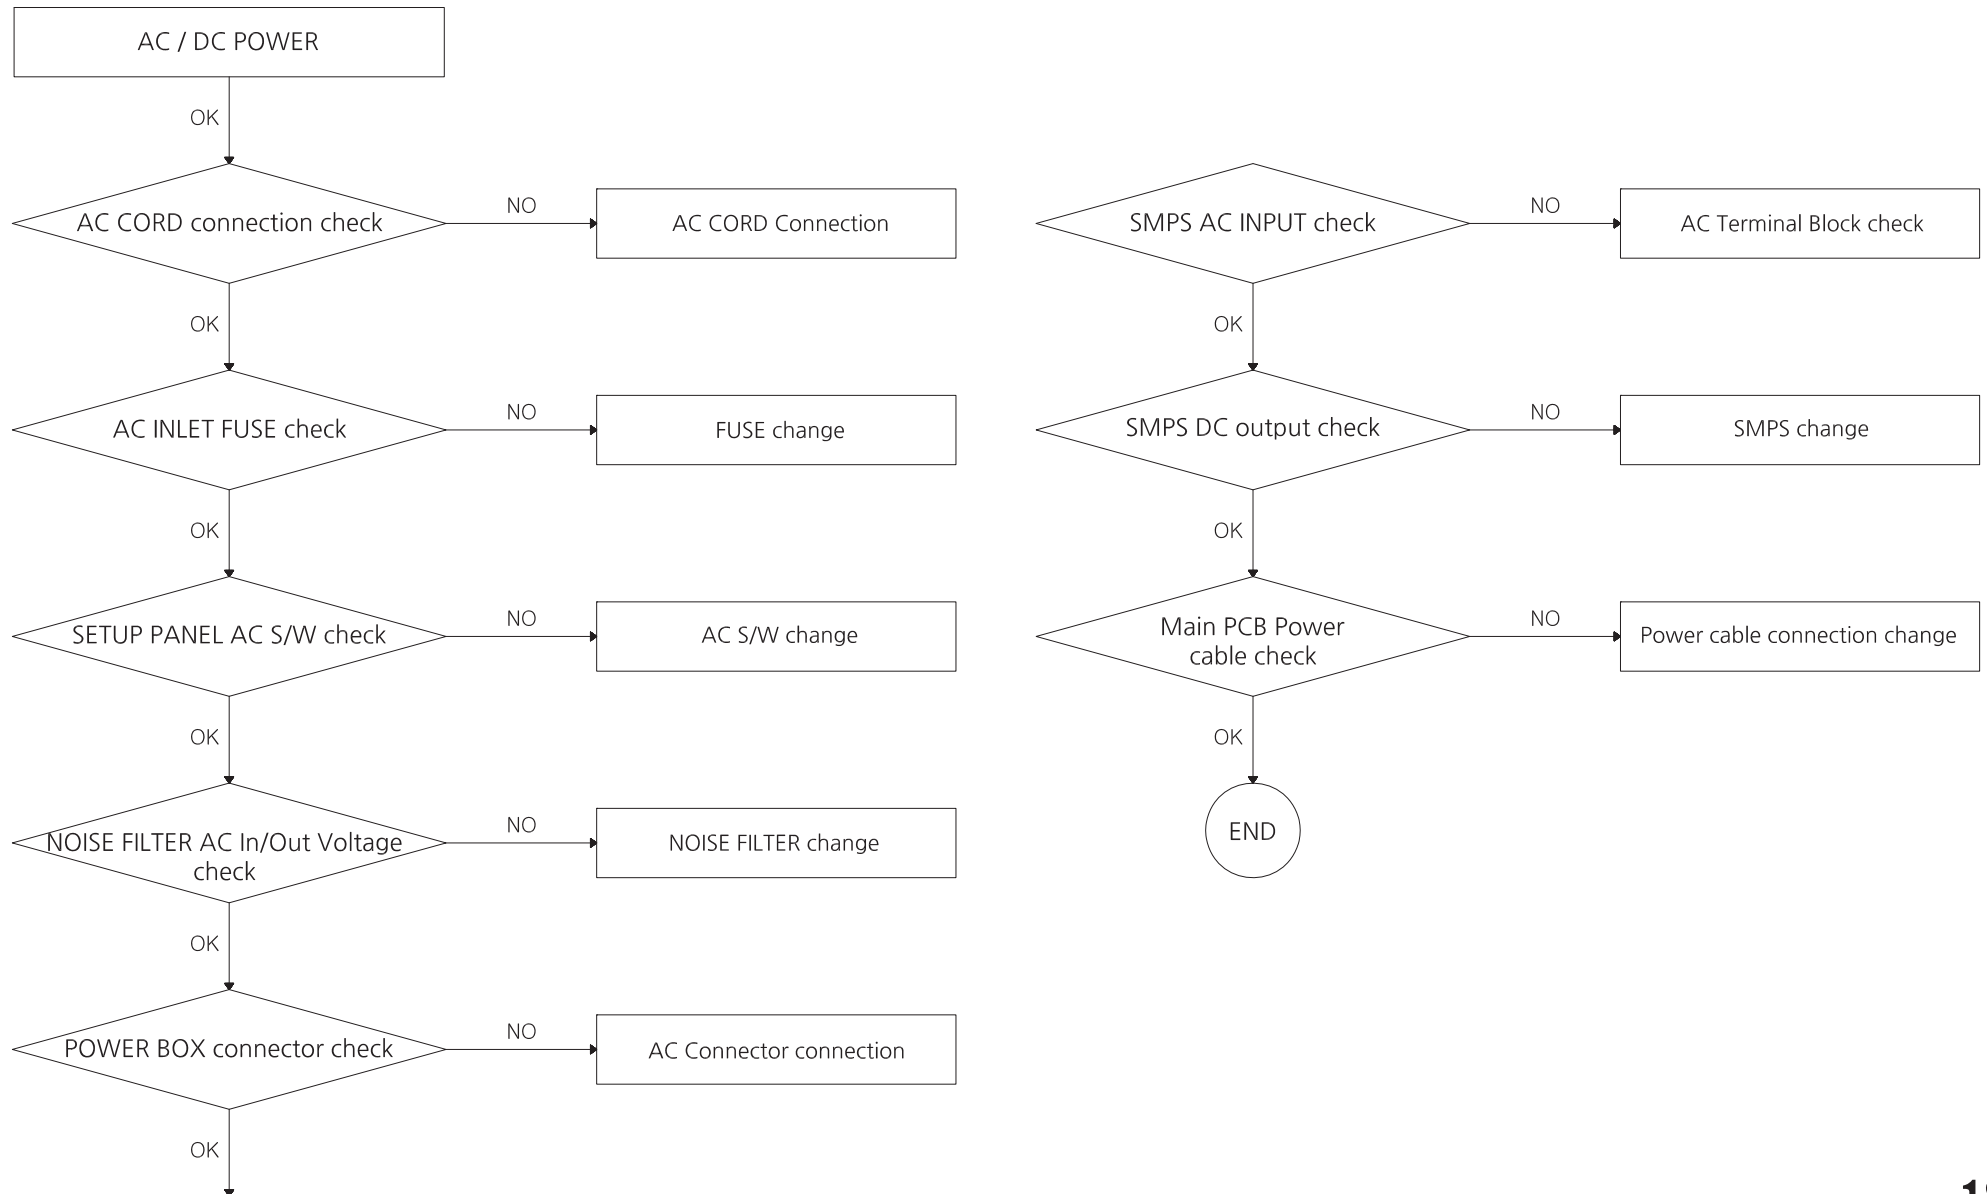 AC / DC POWER
OK
AC CORD connection check
NO
AC CORD Connection
OK
AC INLET FUSE check
NO
FUSE change
OK
SETUP PANEL AC S/W check
NO
AC S/W change
OK
NOISE FILTER AC In/Out Voltage
check
NO
NOISE FILTER change
OK
POWER BOX connector check
NO
AC Connector connection
OK
SMPS AC INPUT check
NO
AC Terminal Block check
OK
SMPS DC output check
NO
SMPS change
OK
Main PCB Power
cable check
NO
Power cable connection change
OK
END